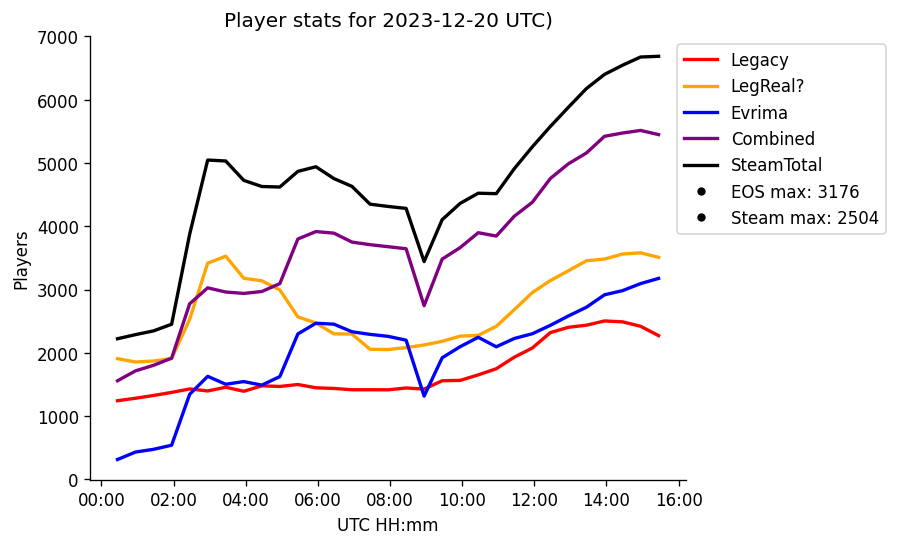 Player stats for 2023-12-20 UTC)
7000
6000
5000
4000
3000
2000
1000
0
Players
00:00 02:00 04:00 06:00 08:00 10:00 12:00 14:00 16:00
UTC HH:mm
Legacy
LegReal?
Evrima
Combined
SteamTotal
EOS max: 3176
Steam max: 2504